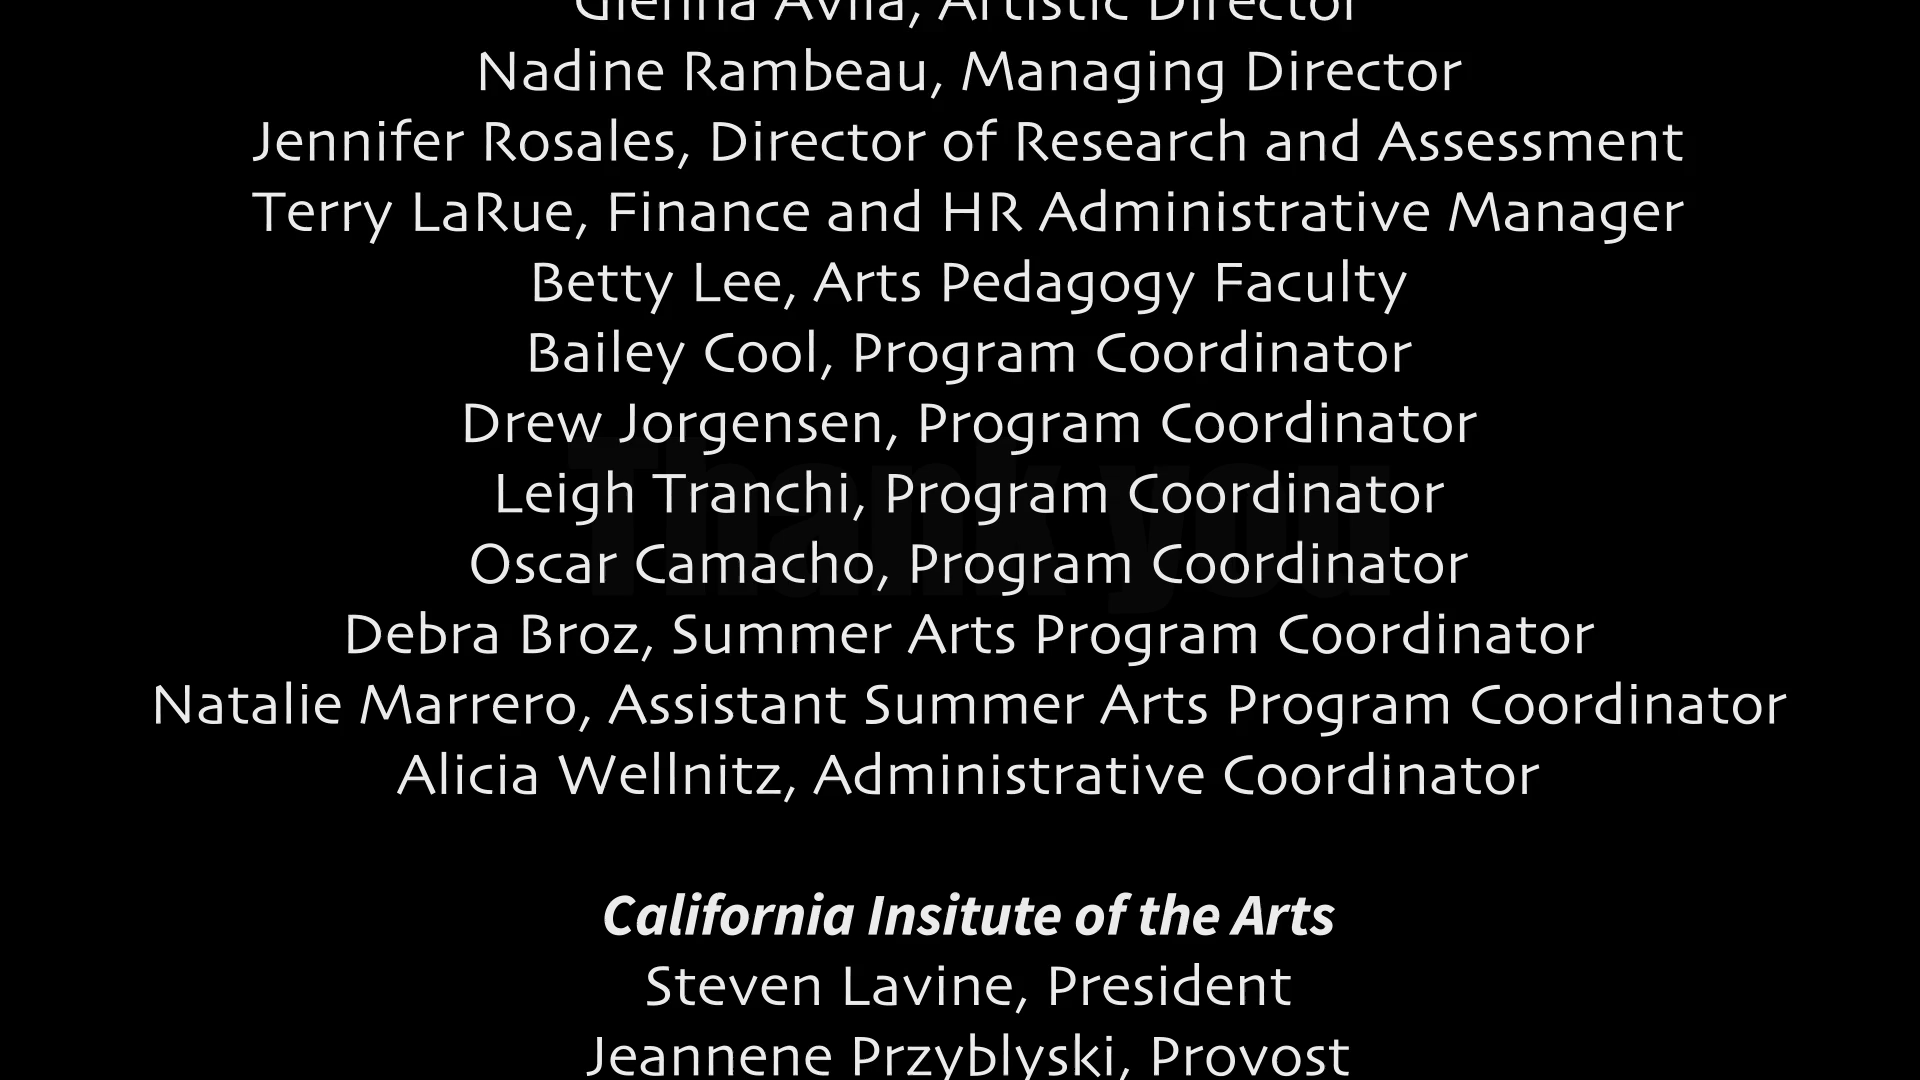 Glenna Avila, Artistic Director
Nadine Rambeau, Managing Director
Jennifer Rosales, Director of Research and Assessment
Terry LaRue, Finance and HR Administrative Manager
Betty Lee, Arts Pedagogy Faculty
Bailey Cool, Program Coordinator
Drew Jorgensen, Program Coordinator
Thank you
Leigh Tranchi, Program Coordinator
Oscar Camacho, Program Coordinator
Debra Broz, Summer Arts Program Coordinator
Natalie Marrero, Assistant Summer Arts Program Coordinator
Alicia Wellnitz, Administrative Coordinator
California Insitute of the Arts
Steven Lavine, President
Jeannene Przyblyski, Provost